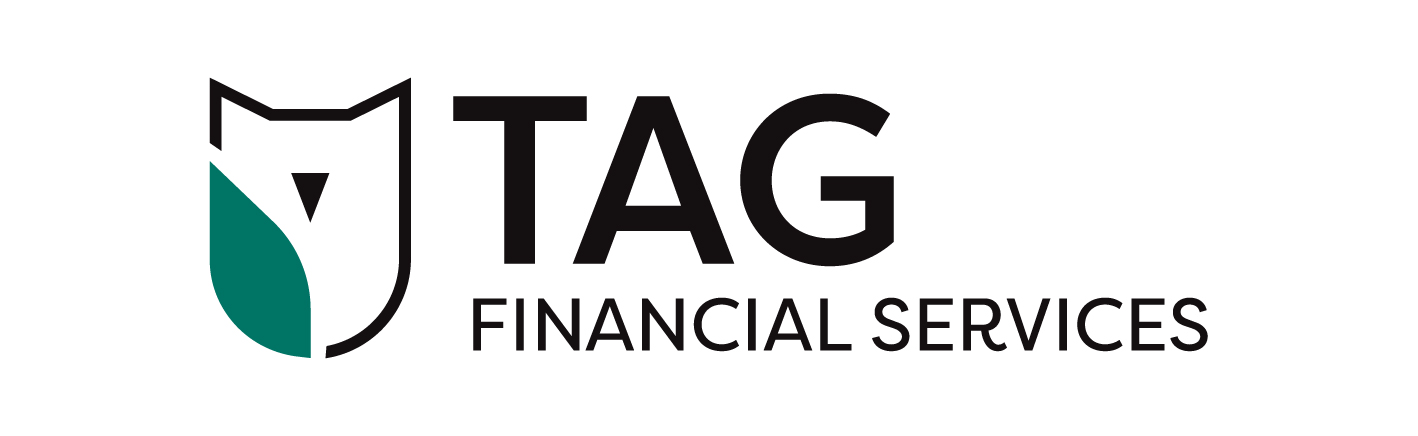 TAG
FINANCIAL SERVICES